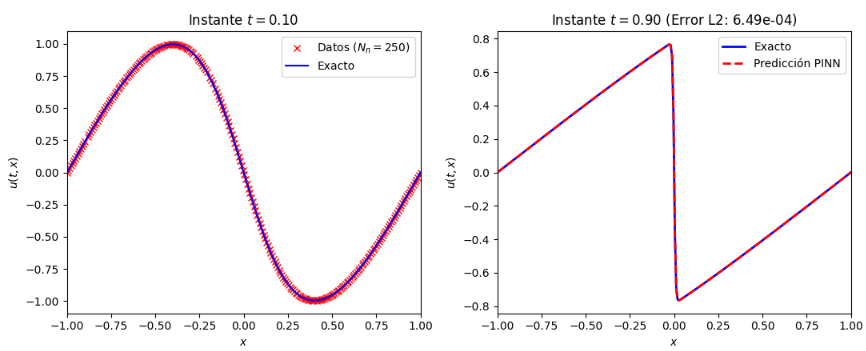 Instante t = 0.10
1.00
0.75
0.50
0.25
0.00
−0.25
−0.50
−0.75
−1.00
u(t, x)
−1.00 −0.75 −0.50 −0.25 0.00 0.25 0.50 0.75 1.00
x
Datos (Nn = 250)
Exacto
Instante t = 0.90 (Error L2: 6.49e-04)
0.8
0.6
0.4
0.2
0.0
−0.2
−0.4
−0.6
−0.8
u(t, x)
−1.00 −0.75 −0.50 −0.25 0.00 0.25 0.50 0.75 1.00
x
Exacto
Predicción PINN